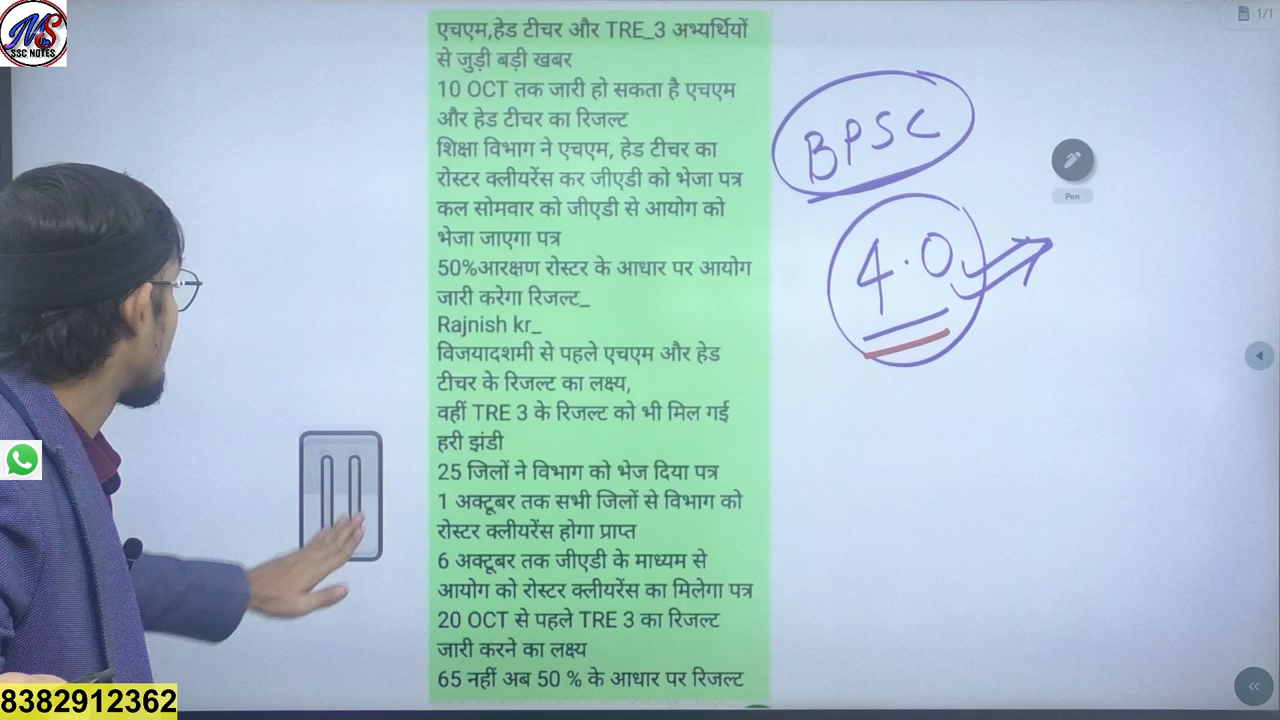 MS
SSC NOTES
1/1
एचएम,हेड टीचर और TRE_3 अभ्यर्थियों
से जुड़ी बड़ी खबर
10 OCT तक जारी हो सकता है एचएम
और हेड टीचर का रिजल्ट
शिक्षा विभाग ने एचएम, हेड टीचर का
रोस्टर क्लीयरेंस कर जीएडी को भेजा पत्र
कल सोमवार को जीएडी से आयोग को
भेजा जाएगा पत्र
50%आरक्षण रोस्टर के आधार पर आयोग
जारी करेगा रिजल्ट_
Rajnish kr_
विजयादशमी से पहले एचएम और हेड
टीचर के रिजल्ट का लक्ष्य,
वहीं TRE 3 के रिजल्ट को भी मिल गई
हरी झंडी
25 जिलों ने विभाग को भेज दिया पत्र
1 अक्टूबर तक सभी जिलों से विभाग को
रोस्टर क्लीयरेंस होगा प्राप्त
6 अक्टूबर तक जीएडी के माध्यम से
आयोग को रोस्टर क्लीयरेंस का मिलेगा पत्र
20 OCT से पहले TRE 3 का रिजल्ट
जारी करने का लक्ष्य
65 नहीं अब 50 % के आधार पर रिजल्ट
BPSC
4.0
Pen
8382912362